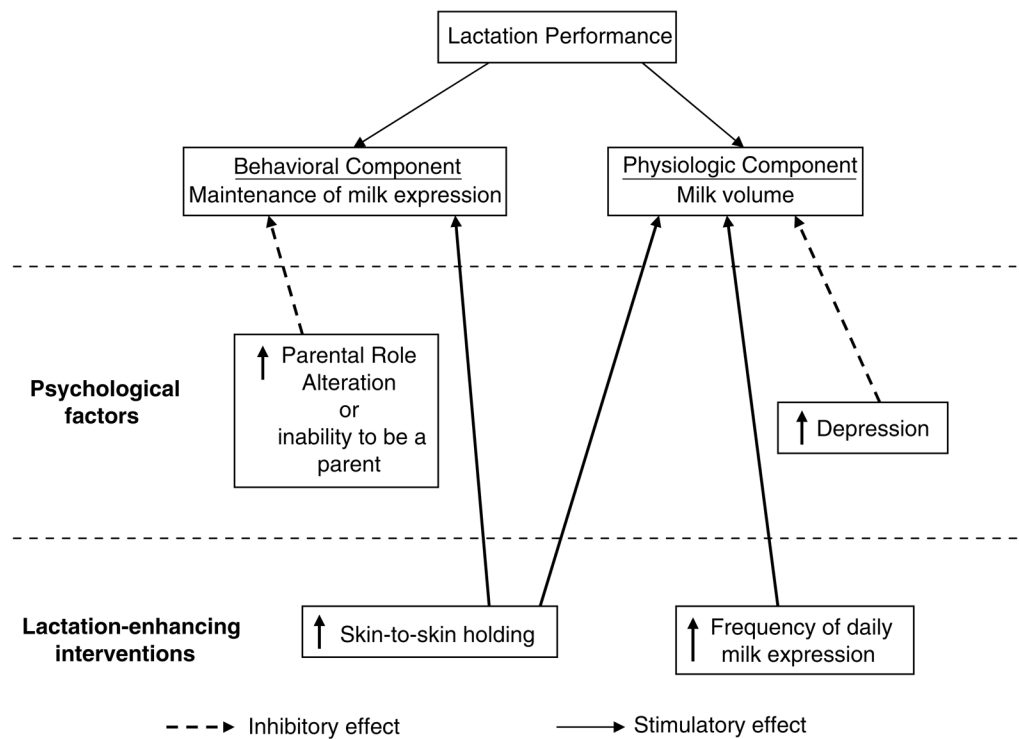 Lactation Performance
Behavioral Component
Maintenance of milk expression
Physiologic Component
Milk volume
Psychological
factors
Parental Role
Alteration
or
inability to be a
parent
Depression
Lactation-enhancing
interventions
Skin-to-skin holding
Frequency of daily
milk expression
Inhibitory effect
Stimulatory effect